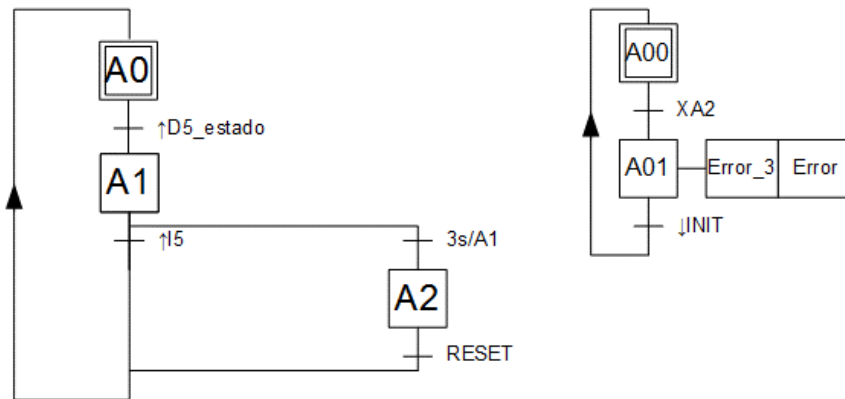 A0
↑D5_estado
A1
↑I5
3s/A1
A2
RESET
A00
XA2
A01
Error_3
Error
↓INIT